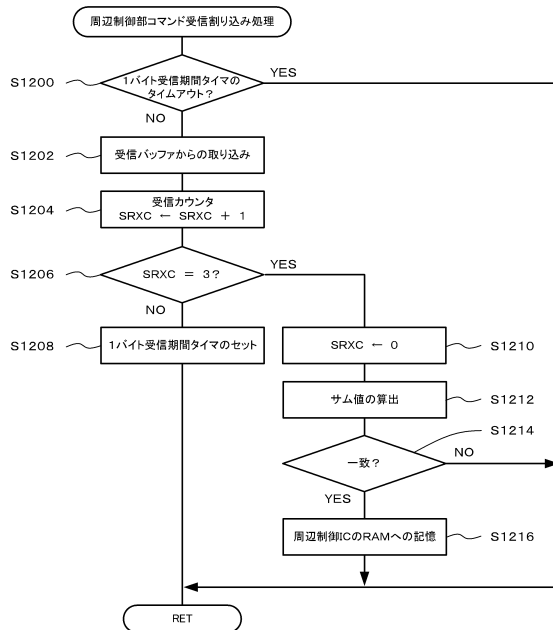 周辺制御部コマンド受信割り込み処理
S1200
1バイト受信期間タイマの
タイムアウト?
YES
NO
S1202
受信バッファからの取り込み
S1204
受信カウンタ
SRXC ← SRXC + 1
S1206
SRXC = 3?
YES
NO
S1208
1バイト受信期間タイマのセット
SRXC ← 0
S1210
サム値の算出
S1212
S1214
一致?
NO
YES
周辺制御ICのRAMへの記憶
S1216
RET